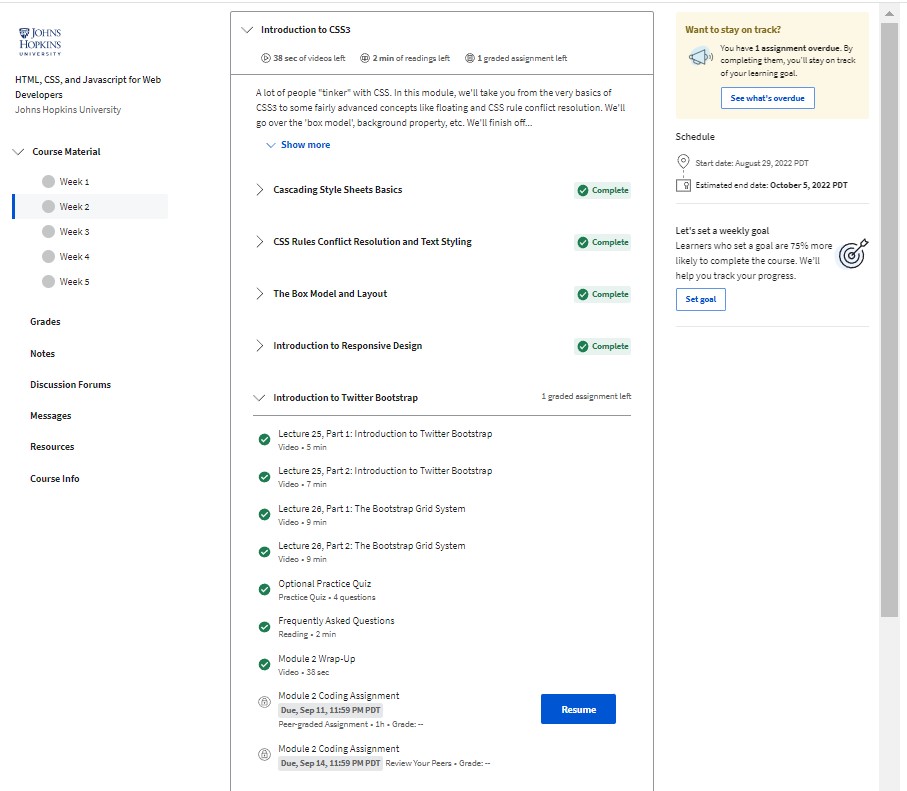 JOHNS
HOPKINS
UNIVERSITY
HTML, CSS, and Javascript for Web
Developers
Johns Hopkins University
Course Material
Week 1
Week 2
Week 3
Week 4
Week 5
Grades
Notes
Discussion Forums
Messages
Resources
Course Info
Introduction to CSS3
38 sec of videos left 2 min of readings left 1 graded assignment left
A lot of people "tinker" with CSS. In this module, we'll take you from the very basics of
CSS3 to some fairly advanced concepts like floating and CSS rule conflict resolution. We'll
go over the 'box model', background property, etc. We'll finish off...
Show more
Cascading Style Sheets Basics Complete
CSS Rules Conflict Resolution and Text Styling Complete
The Box Model and Layout Complete
Introduction to Responsive Design Complete
Introduction to Twitter Bootstrap 1 graded assignment left
Lecture 25, Part 1: Introduction to Twitter Bootstrap
Video • 5 min
Lecture 25, Part 2: Introduction to Twitter Bootstrap
Video • 7 min
Lecture 26, Part 1: The Bootstrap Grid System
Video • 9 min
Lecture 26, Part 2: The Bootstrap Grid System
Video • 9 min
Optional Practice Quiz
Practice Quiz • 4 questions
Frequently Asked Questions
Reading • 2 min
Module 2 Wrap-Up
Video • 38 sec
Module 2 Coding Assignment
Due, Sep 11, 11:59 PM PDT
Peer-graded Assignment • 1h • Grade: --
Resume
Module 2 Coding Assignment
Due, Sep 14, 11:59 PM PDT Review Your Peers • Grade: --
Want to stay on track?
You have 1 assignment overdue. By
completing them, you'll stay on track
of your learning goal.
See what's overdue
Schedule
Start date: August 29, 2022 PDT
Estimated end date: October 5, 2022 PDT
Let's set a weekly goal
Learners who set a goal are 75% more
likely to complete the course. We'll
help you track your progress.
Set goal